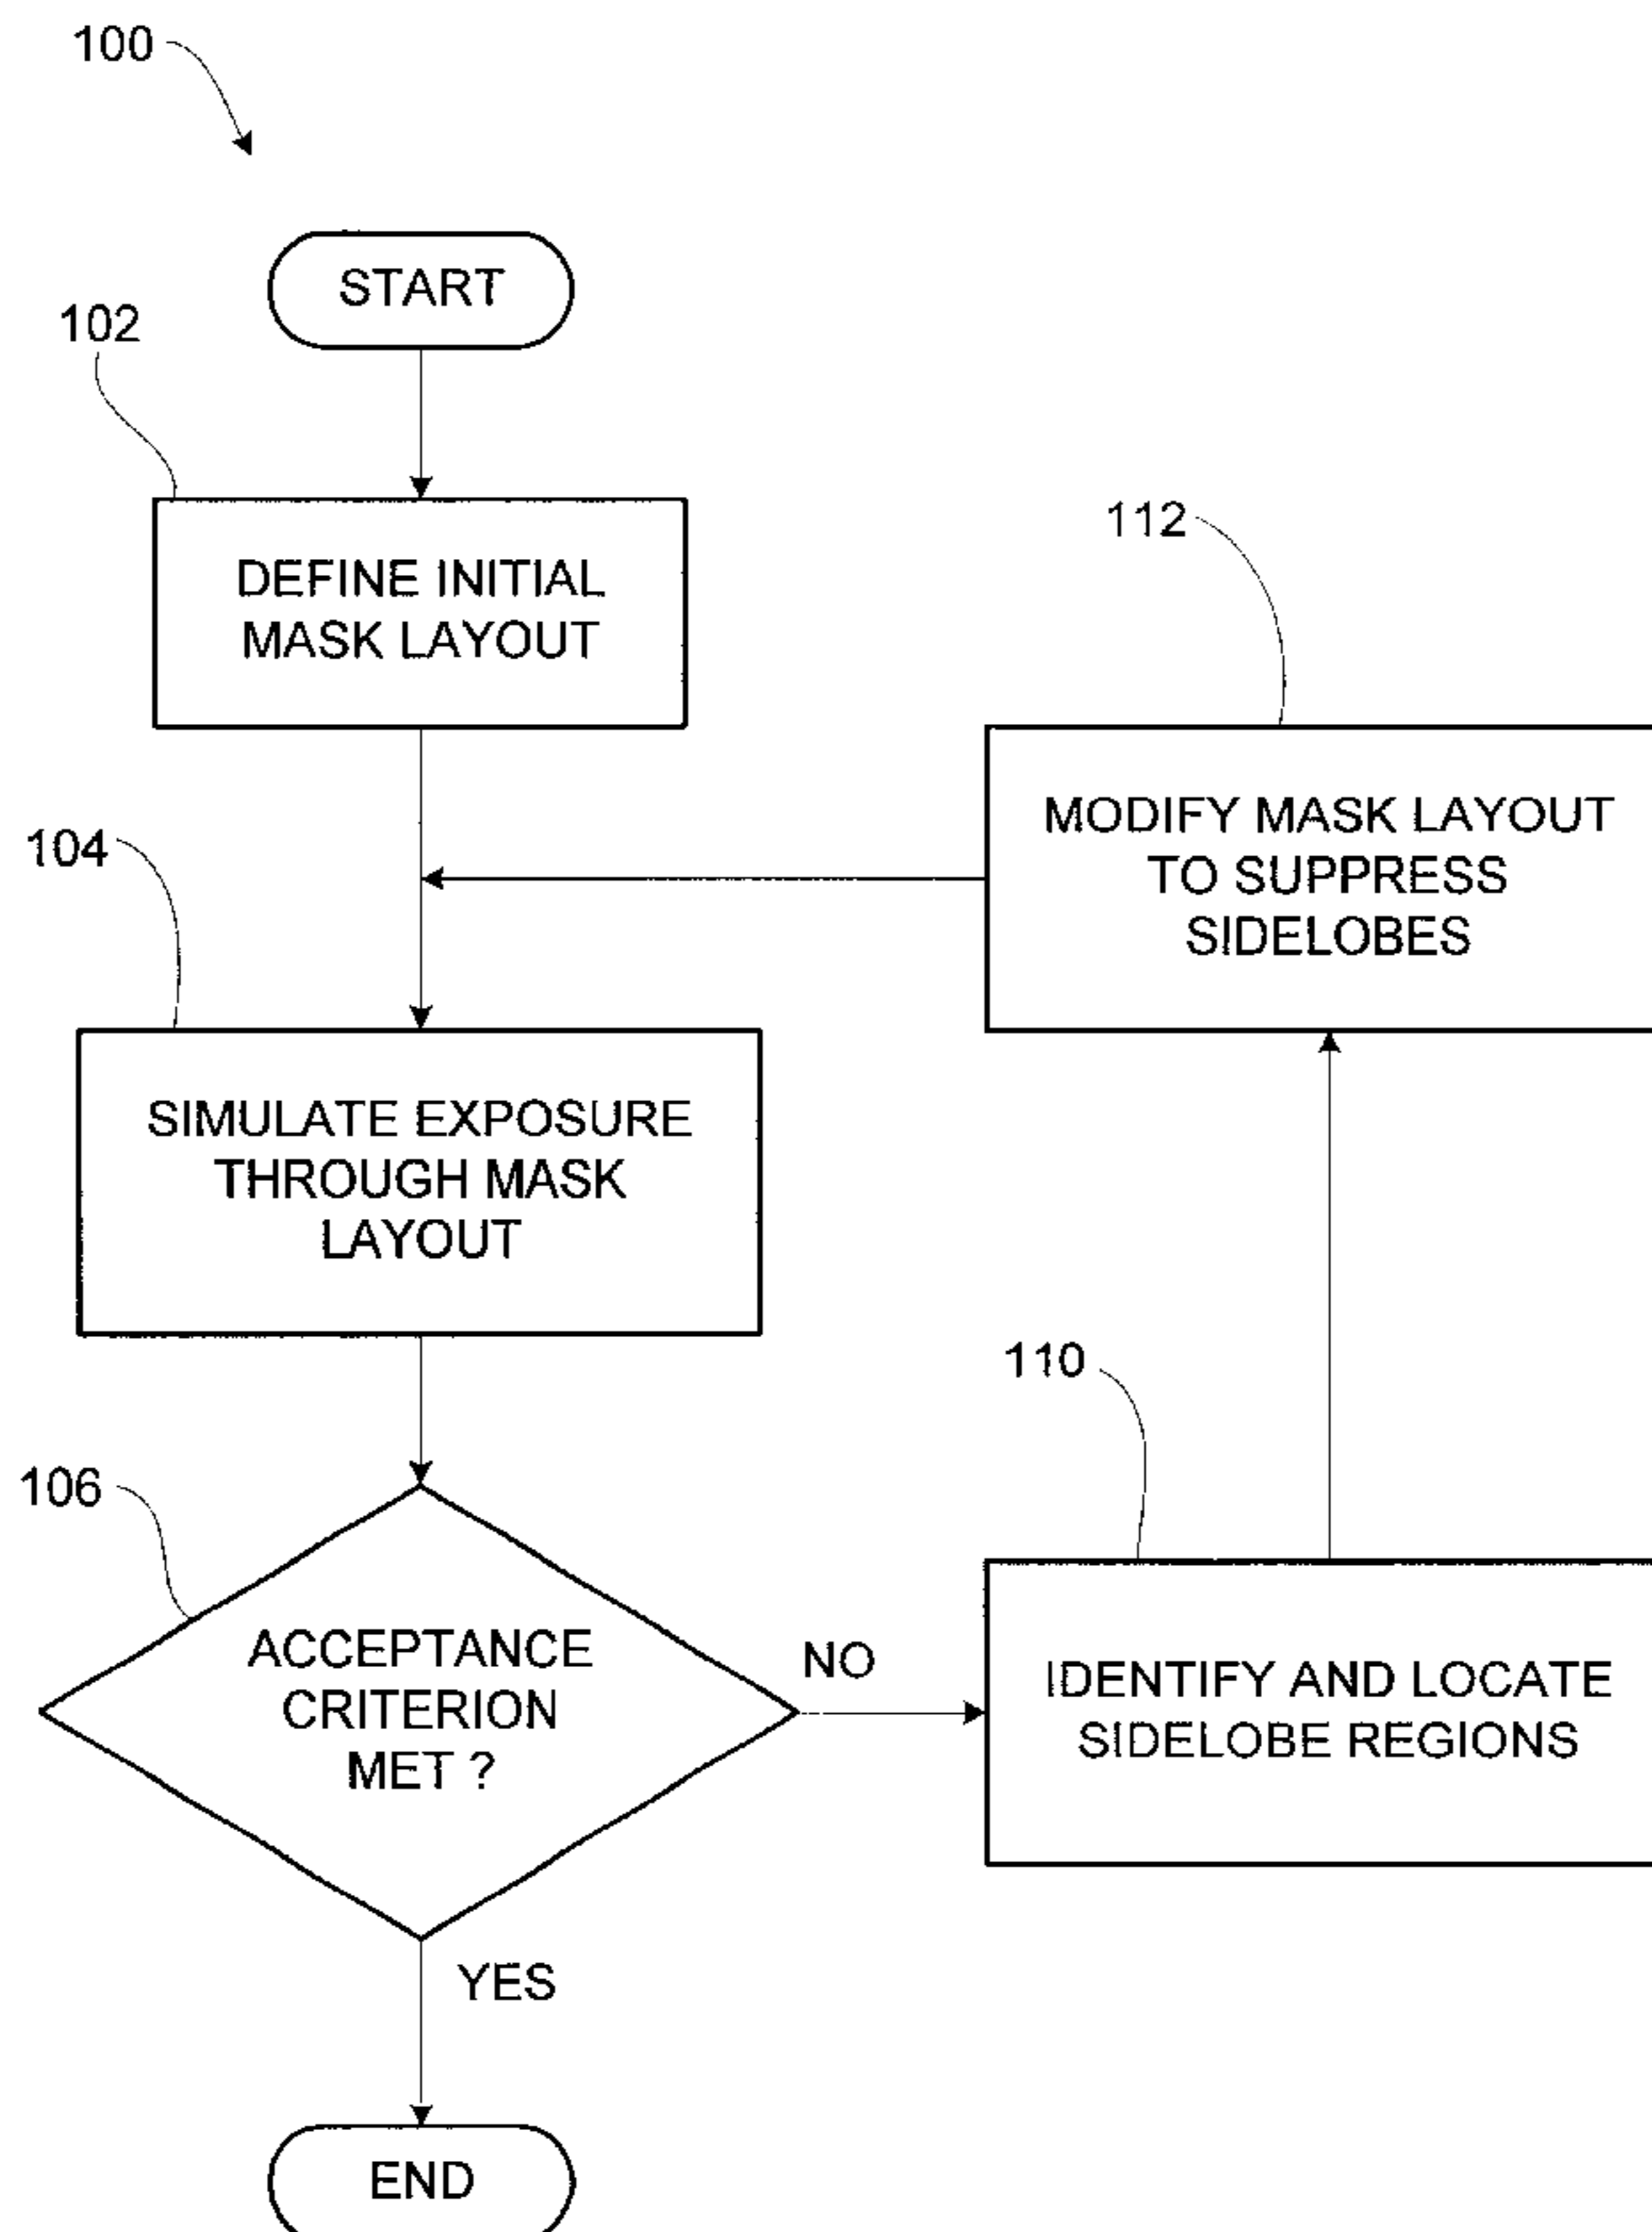 100
START
102
DEFINE INITIAL
MASK LAYOUT
112
MODIFY MASK LAYOUT
TO SUPPRESS
SIDELOBES
104
SIMULATE EXPOSURE
THROUGH MASK
LAYOUT
110
106
ACCEPTANCE
CRITERION
MET ?
NO
IDENTIFY AND LOCATE
SIDELOBE REGIONS
YES
END